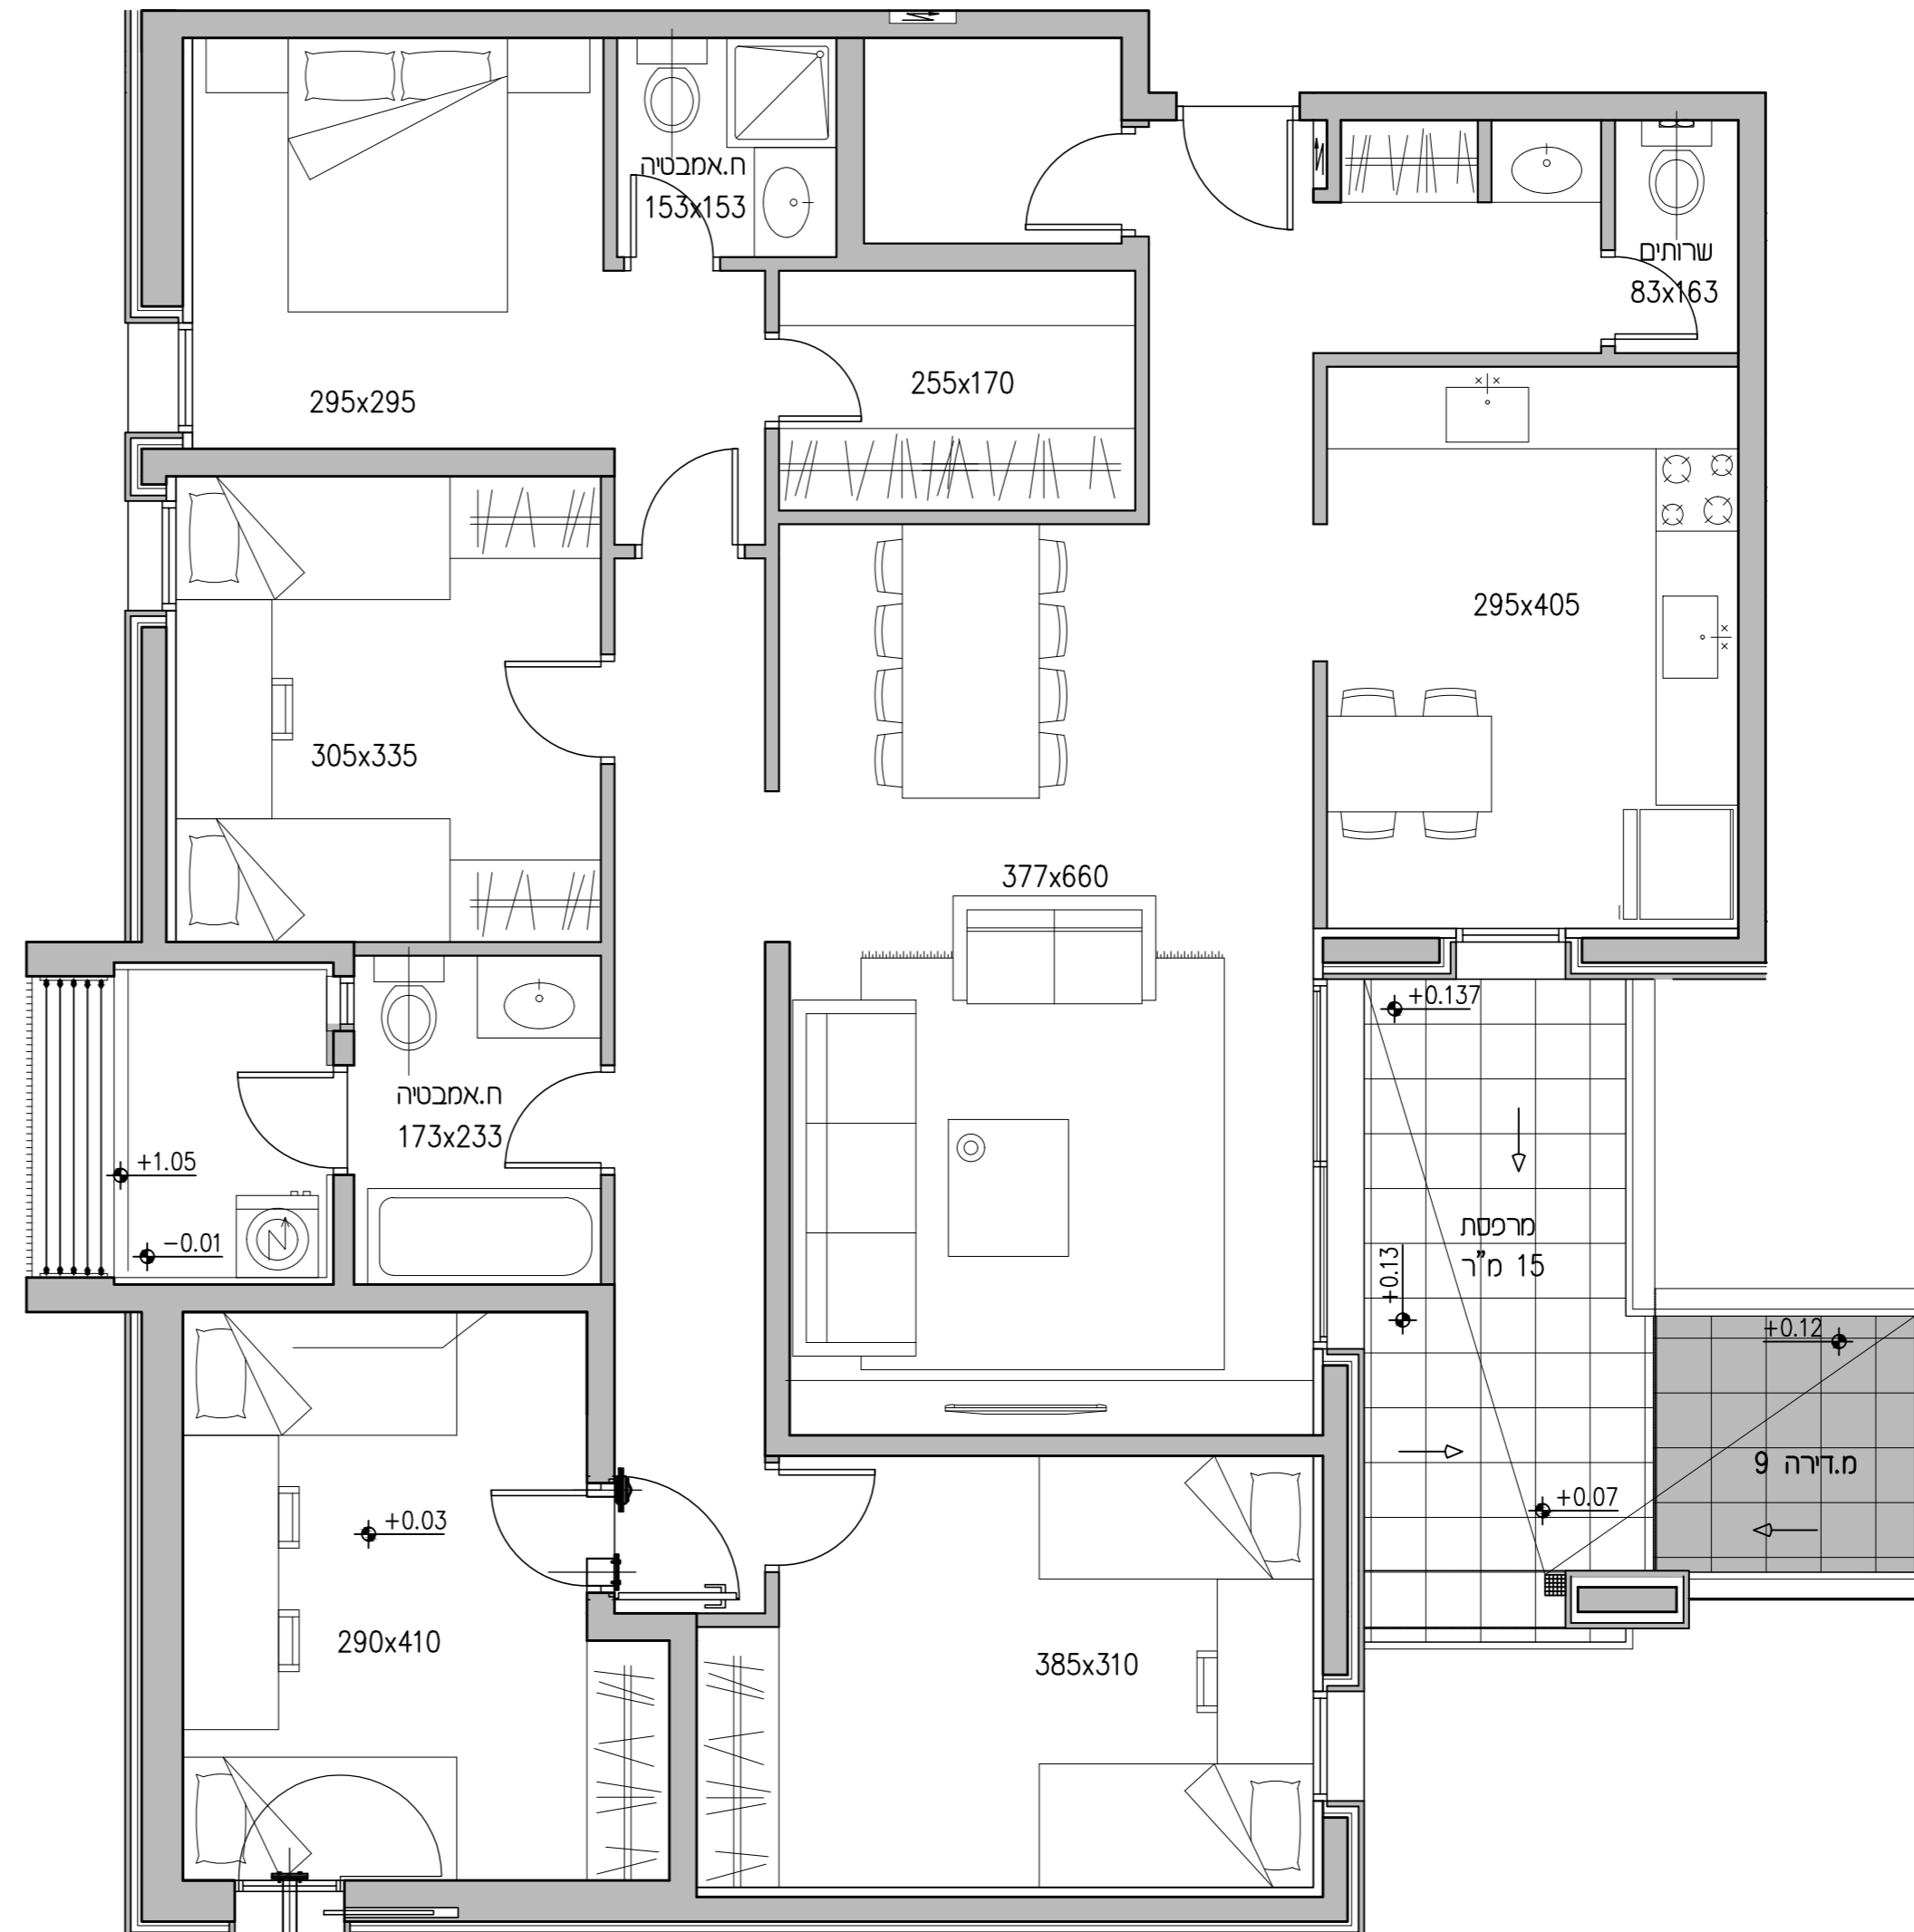 ח.אמבטיה
153x153
שרותים
83x163
295x295
255x170
295x405
305x335
377x660
+0.137
ח.אמבטיה
173x233
+1.05
-0.01
מרפסת
15 מ"ר
+0.13
+0.12
מ.דירה 9
+0.07
+0.03
290x410
385x310